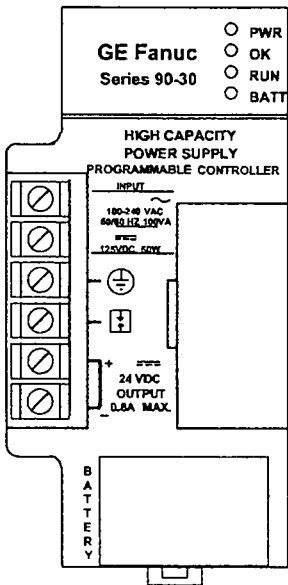 GE Fanuc
Series 90-30
PWR
OK
RUN
BATT
HIGH CAPACITY
POWER SUPPLY
PROGRAMMABLE CONTROLLER
INPUT
100-240 VAC
50/60 HZ 100VA
125VDC, 50W
+
24 VDC
OUTPUT
0.8A MAX.
-
BATTERY